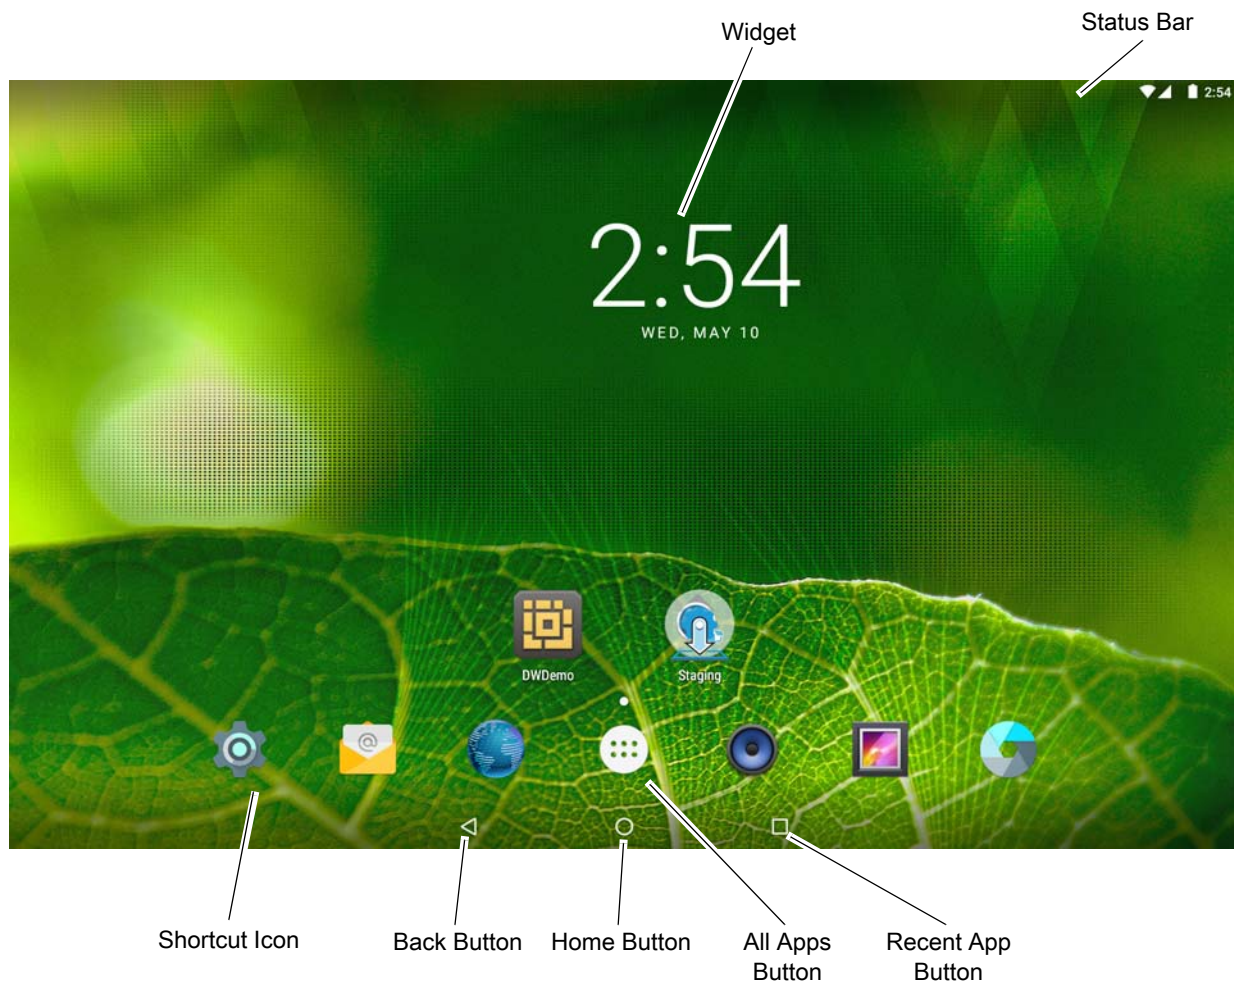 Widget
Status Bar
2:54
2:54
WED, MAY 10
DWDemo
Staging
@
Shortcut Icon
Back Button
Home Button
All Apps
Button
Recent App
Button